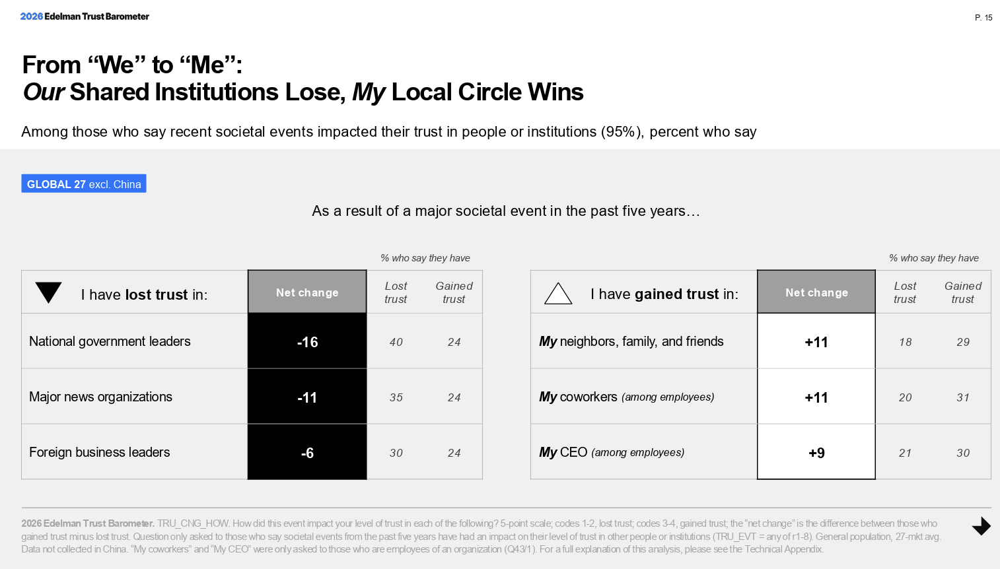 2026 Edelman Trust Barometer
P. 15
From “We” to “Me”:
Our Shared Institutions Lose, My Local Circle Wins
Among those who say recent societal events impacted their trust in people or institutions (95%), percent who say
GLOBAL 27 excl. China
As a result of a major societal event in the past five years…
% who say they have
I have lost trust in:
Net change
Lost trust
Gained trust
National government leaders
-16
40
24
Major news organizations
-11
35
24
Foreign business leaders
-6
30
24
% who say they have
I have gained trust in:
Net change
Lost trust
Gained trust
My neighbors, family, and friends
+11
18
29
My coworkers (among employees)
+11
20
31
My CEO (among employees)
+9
21
30
2026 Edelman Trust Barometer. TRU_CNG_HOW. How did this event impact your level of trust in each of the following? 5-point scale; codes 1-2, lost trust; codes 3-4, gained trust; the “net change” is the difference between those who
gained trust minus lost trust. Question only asked to those who say societal events from the past five years have had an impact on their level of trust in other people or institutions (TRU_EVT = any of r1-8). General population, 27-mkt avg.
Data not collected in China. “My coworkers” and “My CEO” were only asked to those who are employees of an organization (Q43/1). For a full explanation of this analysis, please see the Technical Appendix.